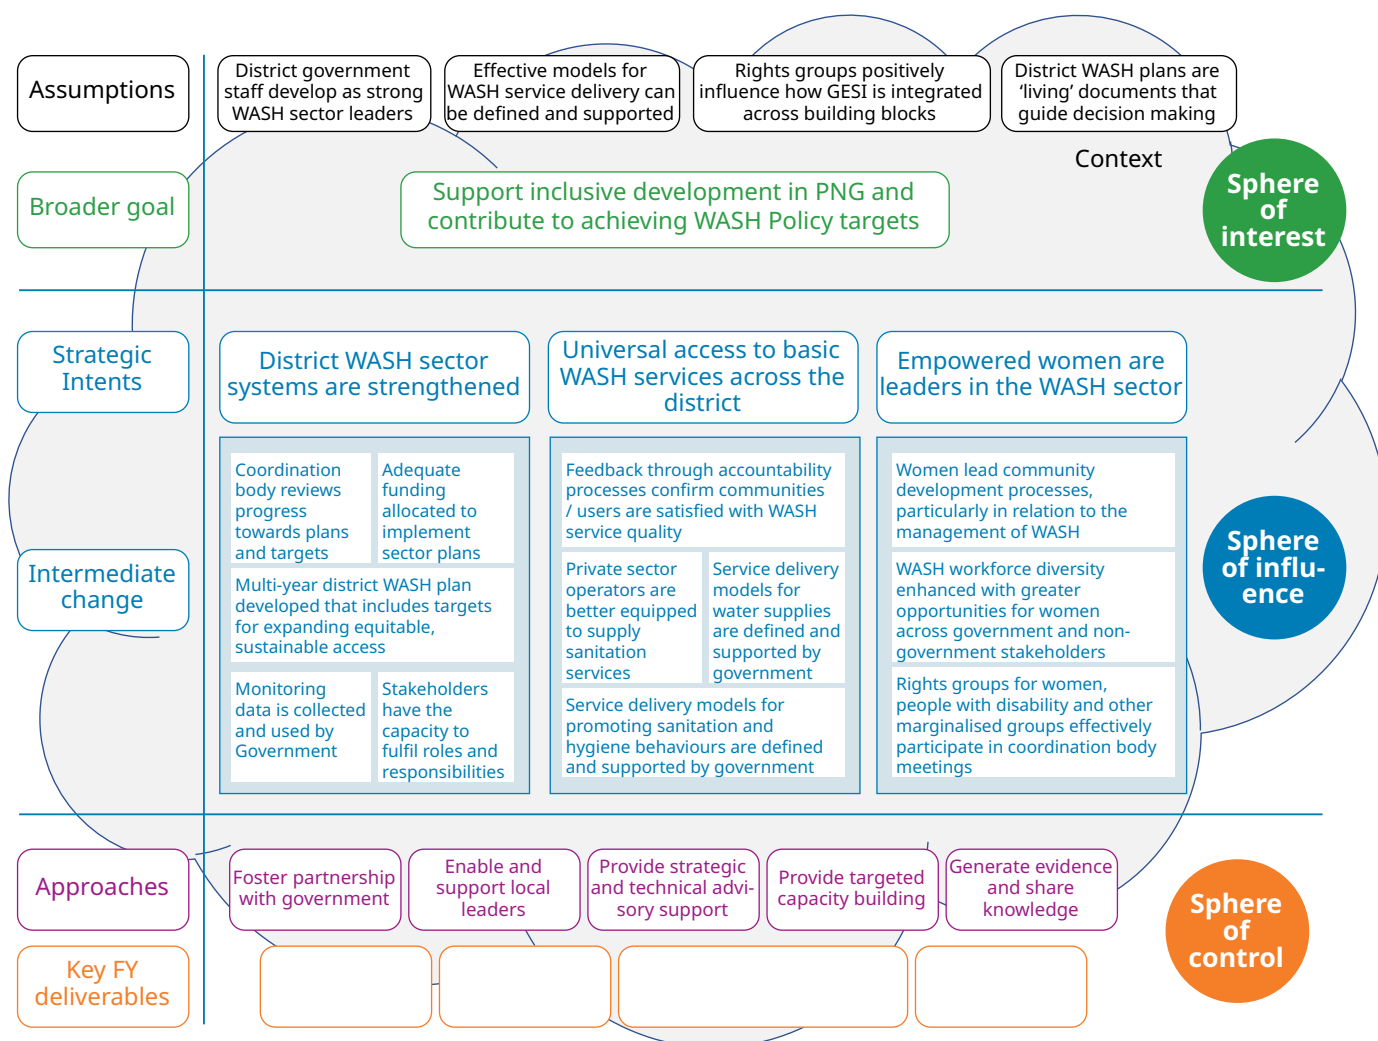 Assumptions
District government
staff develop as strong
WASH sector leaders
Effective models for
WASH service delivery can
be defined and supported
Rights groups positively
influence how GESI is integrated
across building blocks
District WASH plans are
‘living’ documents that
guide decision making
Context
Broader goal
Support inclusive development in PNG and
contribute to achieving WASH Policy targets
Sphere
of
interest
Strategic
Intents
District WASH sector
systems are strengthened
Universal access to basic
WASH services across the
district
Empowered women are
leaders in the WASH sector
Intermediate
change
Coordination
body reviews
progress
towards plans
and targets
Adequate
funding
allocated to
implement
sector plans
Multi-year district WASH plan
developed that includes targets
for expanding equitable,
sustainable access
Monitoring
data is collected
and used by
Government
Stakeholders
have the
capacity to
fulfil roles and
responsibilities
Feedback through accountability
processes confirm communities
/ users are satisfied with WASH
service quality
Private sector
operators are
better equipped
to supply
sanitation
services
Service delivery
models for
water supplies
are defined and
supported by
government
Service delivery models for
promoting sanitation and
hygiene behaviours are defined
and supported by government
Women lead community
development processes,
particularly in relation to the
management of WASH
WASH workforce diversity
enhanced with greater
opportunities for women
across government and non-
government stakeholders
Rights groups for women,
people with disability and other
marginalised groups effectively
participate in coordination body
meetings
Sphere
of influ-
ence
Approaches
Foster partnership
with government
Enable and
support local
leaders
Provide strategic
and technical advi-
sory support
Provide targeted
capacity building
Generate evidence
and share
knowledge
Sphere
of
control
Key FY
deliverables